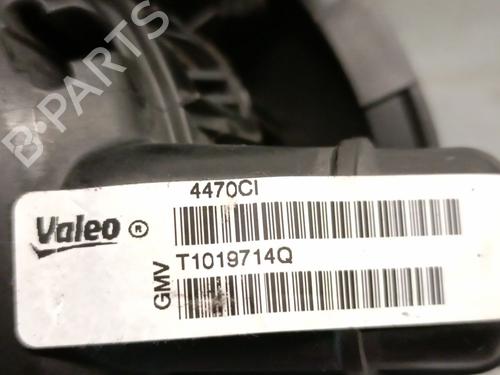 B-PARTS
4470CI
Valeo ®
T1019714Q
GMV